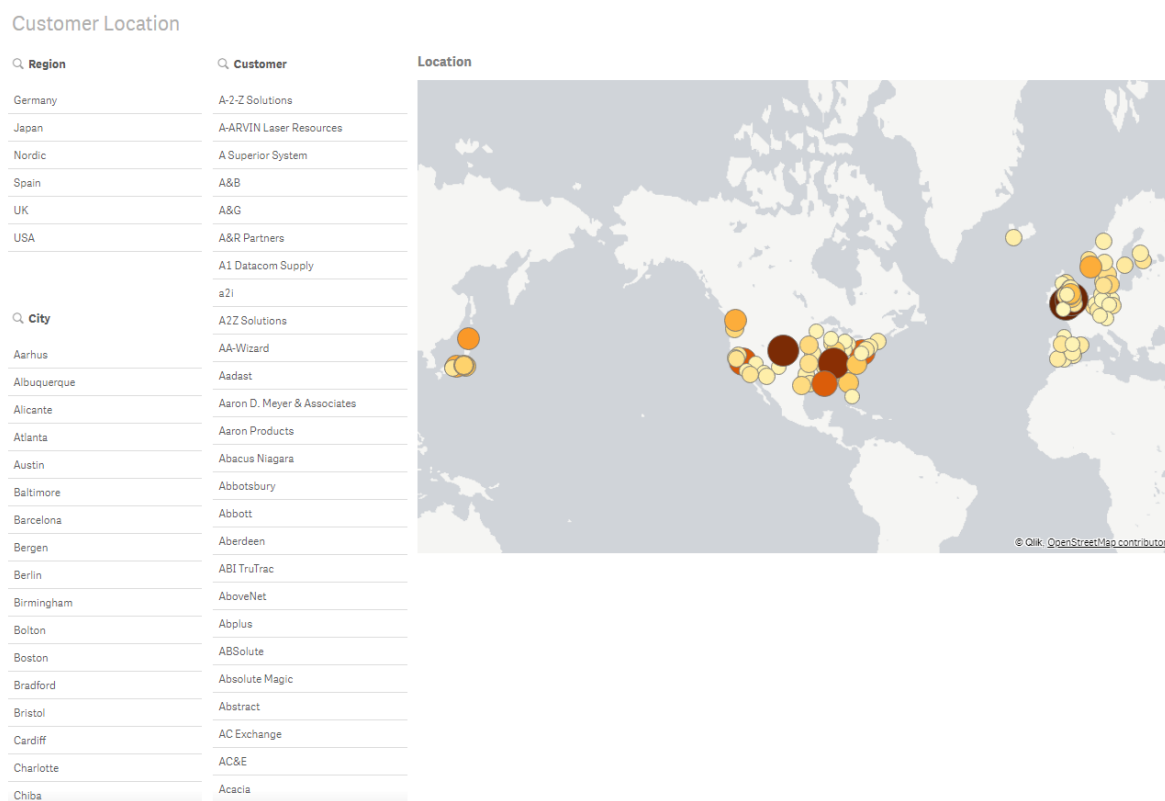 Customer Location
Region
Germany
Japan
Nordic
Spain
UK
USA
City
Aarhus
Albuquerque
Alicante
Atlanta
Austin
Baltimore
Barcelona
Bergen
Berlin
Birmingham
Bolton
Boston
Bradford
Bristol
Cardiff
Charlotte
Chiba
Customer
A-2-Z Solutions
A-ARVIN Laser Resources
A Superior System
A&B
A&G
A&R Partners
A1 Datacom Supply
a2i
A2Z Solutions
AA-Wizard
Aadast
Aaron D. Meyer & Associates
Aaron Products
Abacus Niagara
Abbotsbury
Abbott
Aberdeen
ABI TruTrac
AboveNet
Abplus
ABSolute
Absolute Magic
Abstract
AC Exchange
AC&E
Acacia
Location
© Qlik, OpenStreetMap contributor